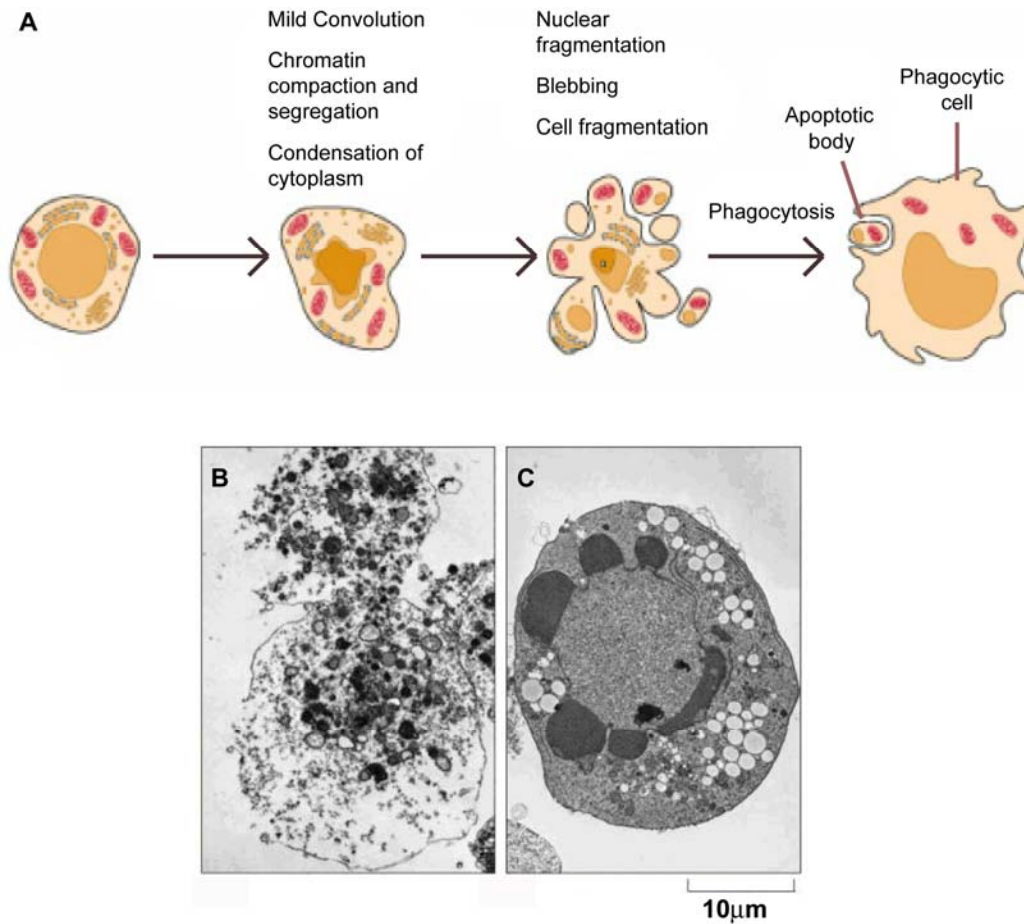 A
Mild Convolution
Chromatin
compaction and
segregation
Condensation of
cytoplasm
Nuclear
fragmentation
Blebbing
Cell fragmentation
Phagocytosis
Apoptotic
body
Phagocytic
cell
B
C
10μm